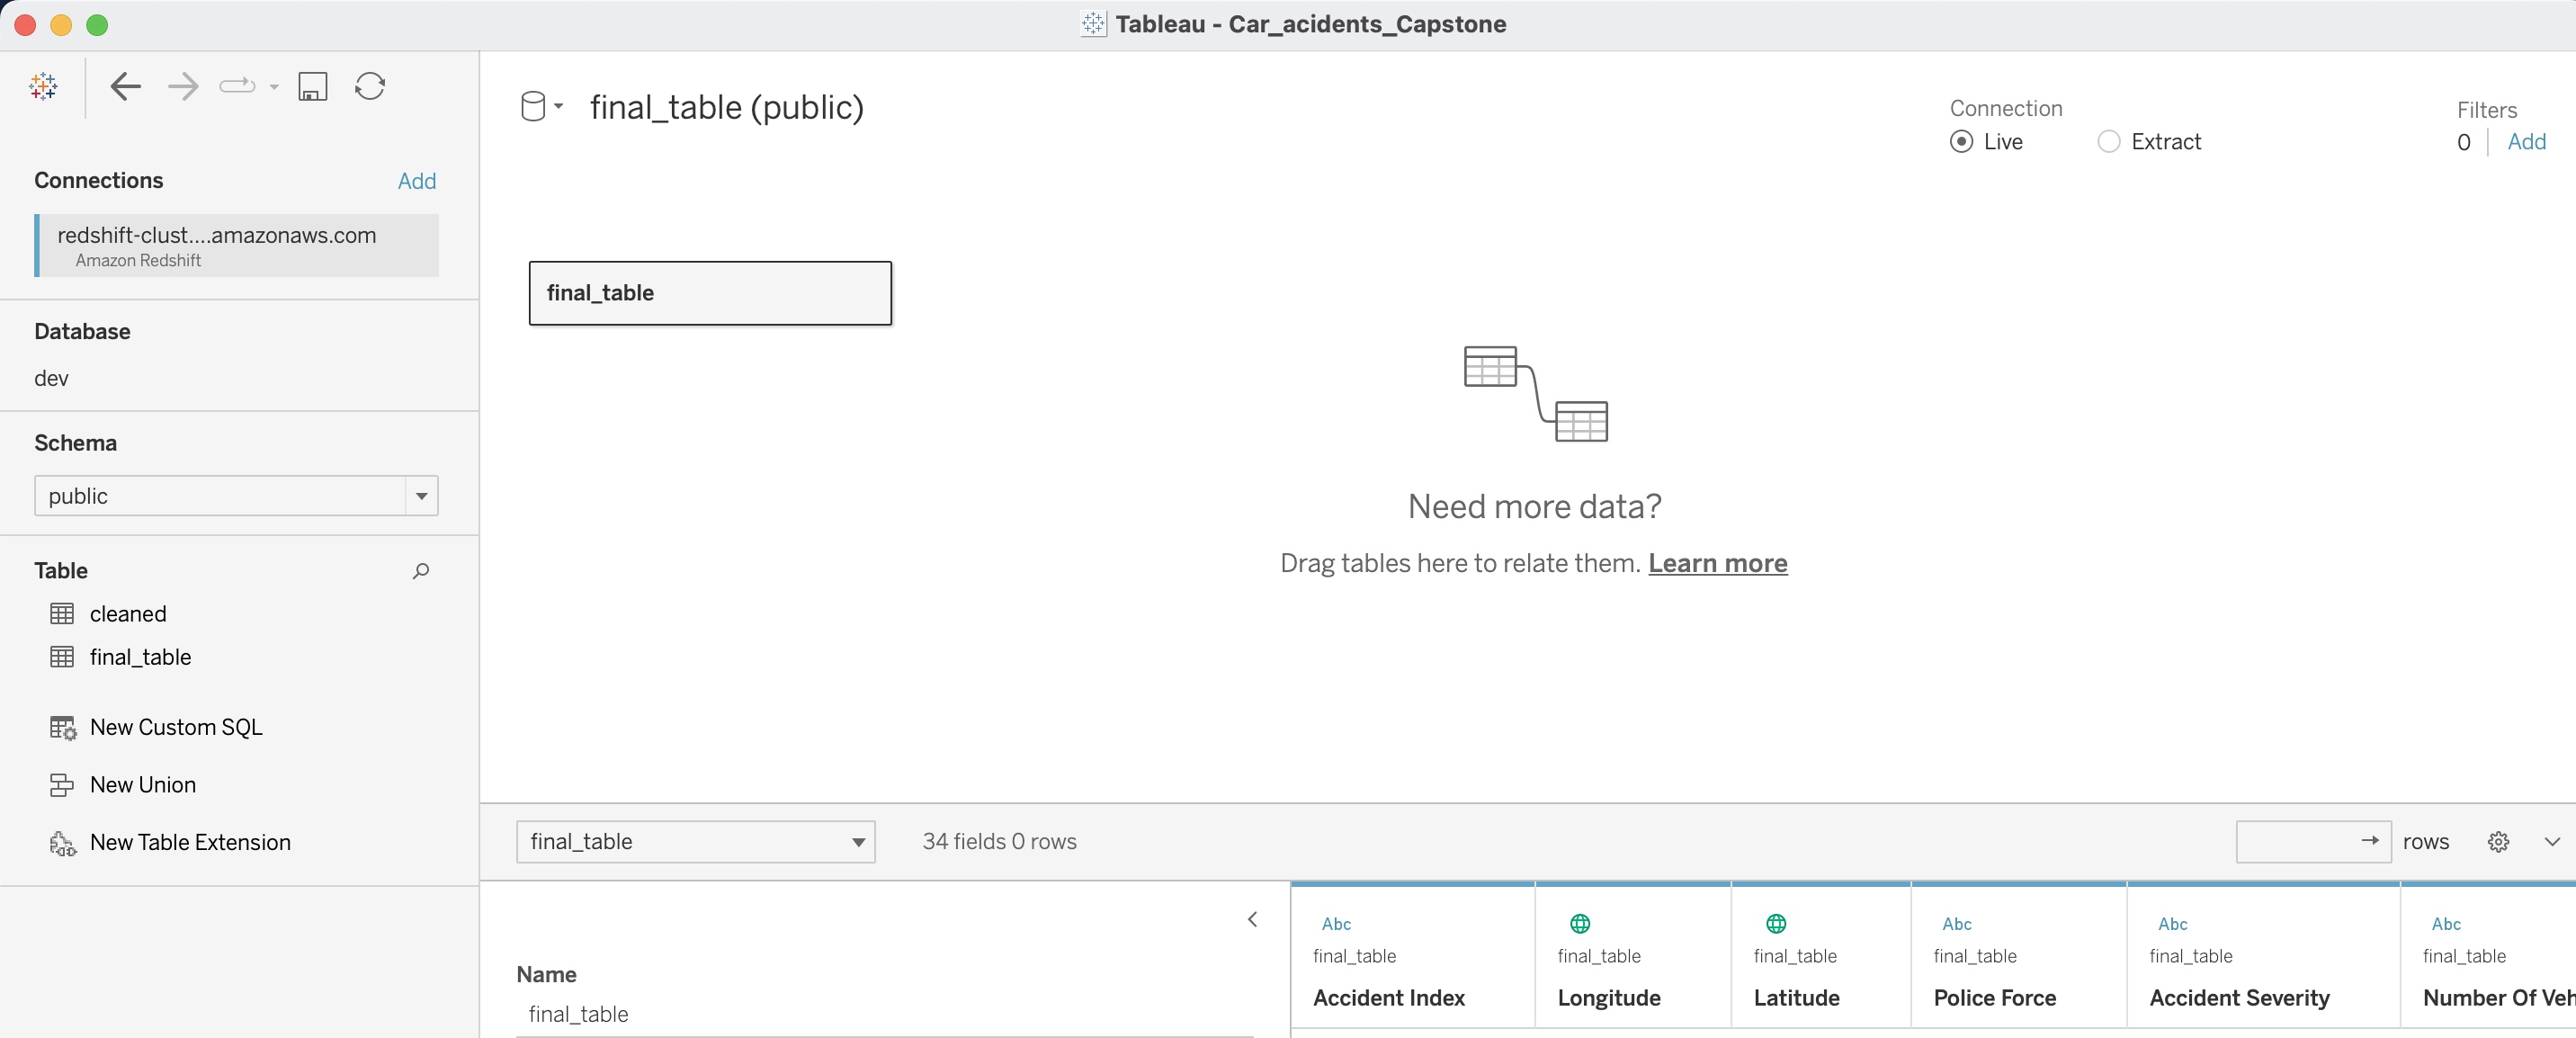 Tableau - Car_acidents_Capstone
Connections Add
redshift-clust....amazonaws.com
Amazon Redshift
Database
dev
Schema
public
Table
cleaned
final_table
New Custom SQL
New Union
New Table Extension
final_table (public)
Connection
Live Extract
Filters
0 Add
final_table
Need more data?
Drag tables here to relate them. Learn more
final_table 34 fields 0 rows rows
Name
final_table
Abc
final_table
Accident Index
final_table
Longitude
final_table
Latitude
Abc
final_table
Police Force
Abc
final_table
Accident Severity
Abc
final_table
Number Of Veh